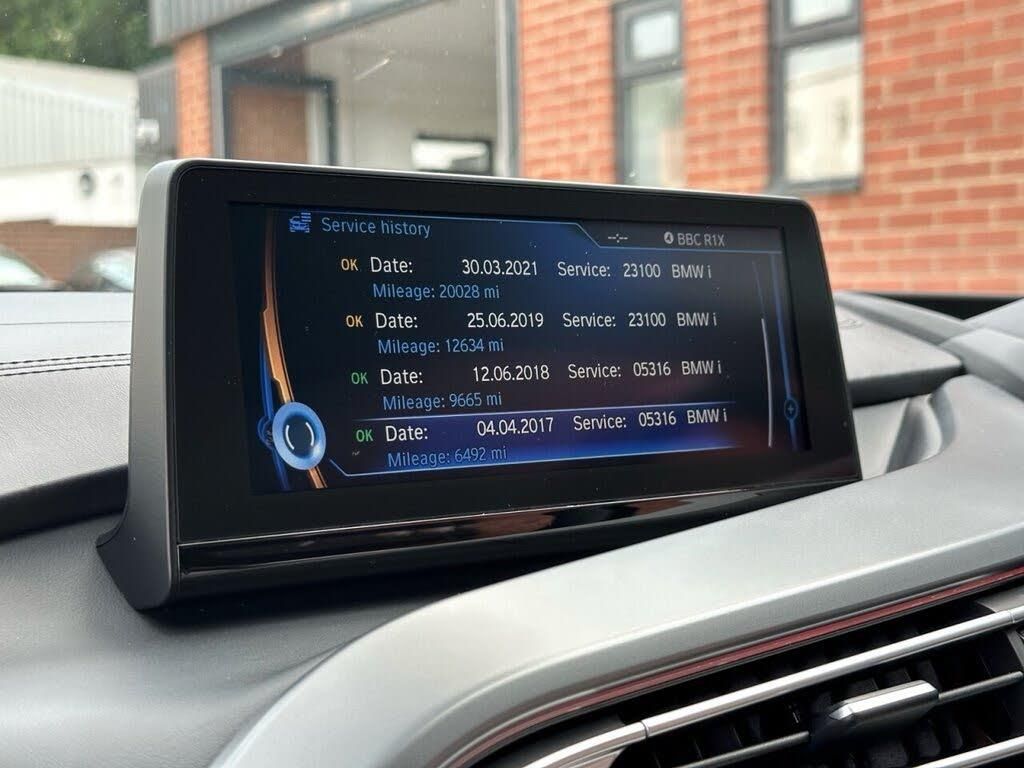 Service history
--:-- BBC R1X
OK Date: 30.03.2021 Service: 23100 BMW i
Mileage: 20028 mi
OK Date: 25.06.2019 Service: 23100 BMW i
Mileage: 12634 mi
OK Date: 12.06.2018 Service: 05316 BMW i
Mileage: 9665 mi
OK Date: 04.04.2017 Service: 05316 BMW i
Mileage: 6492 mi